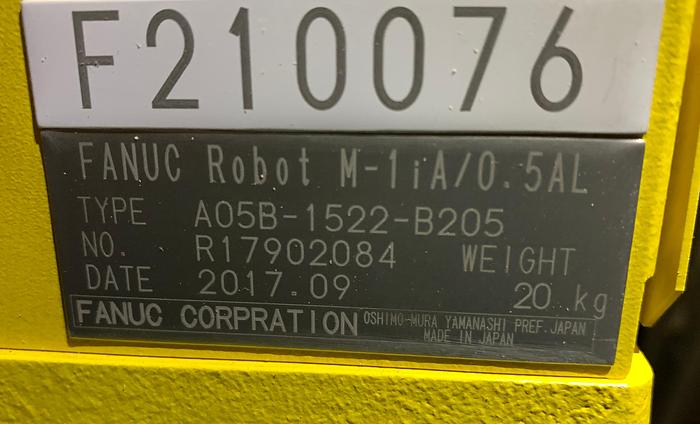 F210076
FANUC Robot M-1iA/0.5AL
TYPE A05B-1522-B205
NO. R17902084 WEIGHT
DATE 2017.09 20 kg
FANUC CORPRATION OSHIMO-MURA YAMANASHI PREF. JAPAN
MADE IN JAPAN